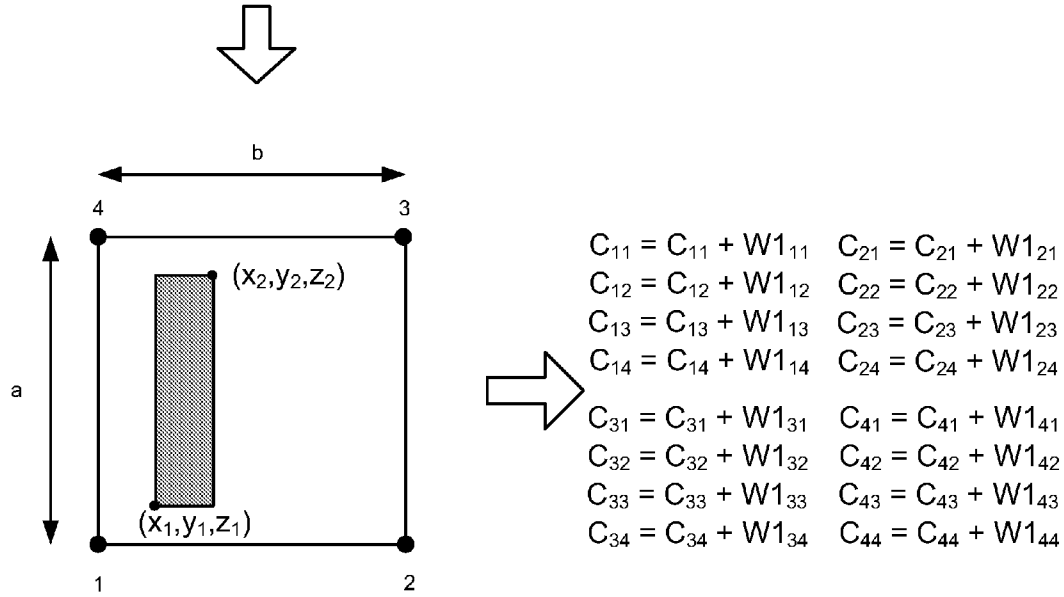 b
4 3
(x₂,y₂,z₂)
a
(x₁,y₁,z₁)
1 2
C₁₁ = C₁₁ + W1₁₁ C₂₁ = C₂₁ + W1₂₁
C₁₂ = C₁₂ + W1₁₂ C₂₂ = C₂₂ + W1₂₂
C₁₃ = C₁₃ + W1₁₃ C₂₃ = C₂₃ + W1₂₃
C₁₄ = C₁₄ + W1₁₄ C₂₄ = C₂₄ + W1₂₄
C₃₁ = C₃₁ + W1₃₁ C₄₁ = C₄₁ + W1₄₁
C₃₂ = C₃₂ + W1₃₂ C₄₂ = C₄₂ + W1₄₂
C₃₃ = C₃₃ + W1₃₃ C₄₃ = C₄₃ + W1₄₃
C₃₄ = C₃₄ + W1₃₄ C₄₄ = C₄₄ + W1₄₄